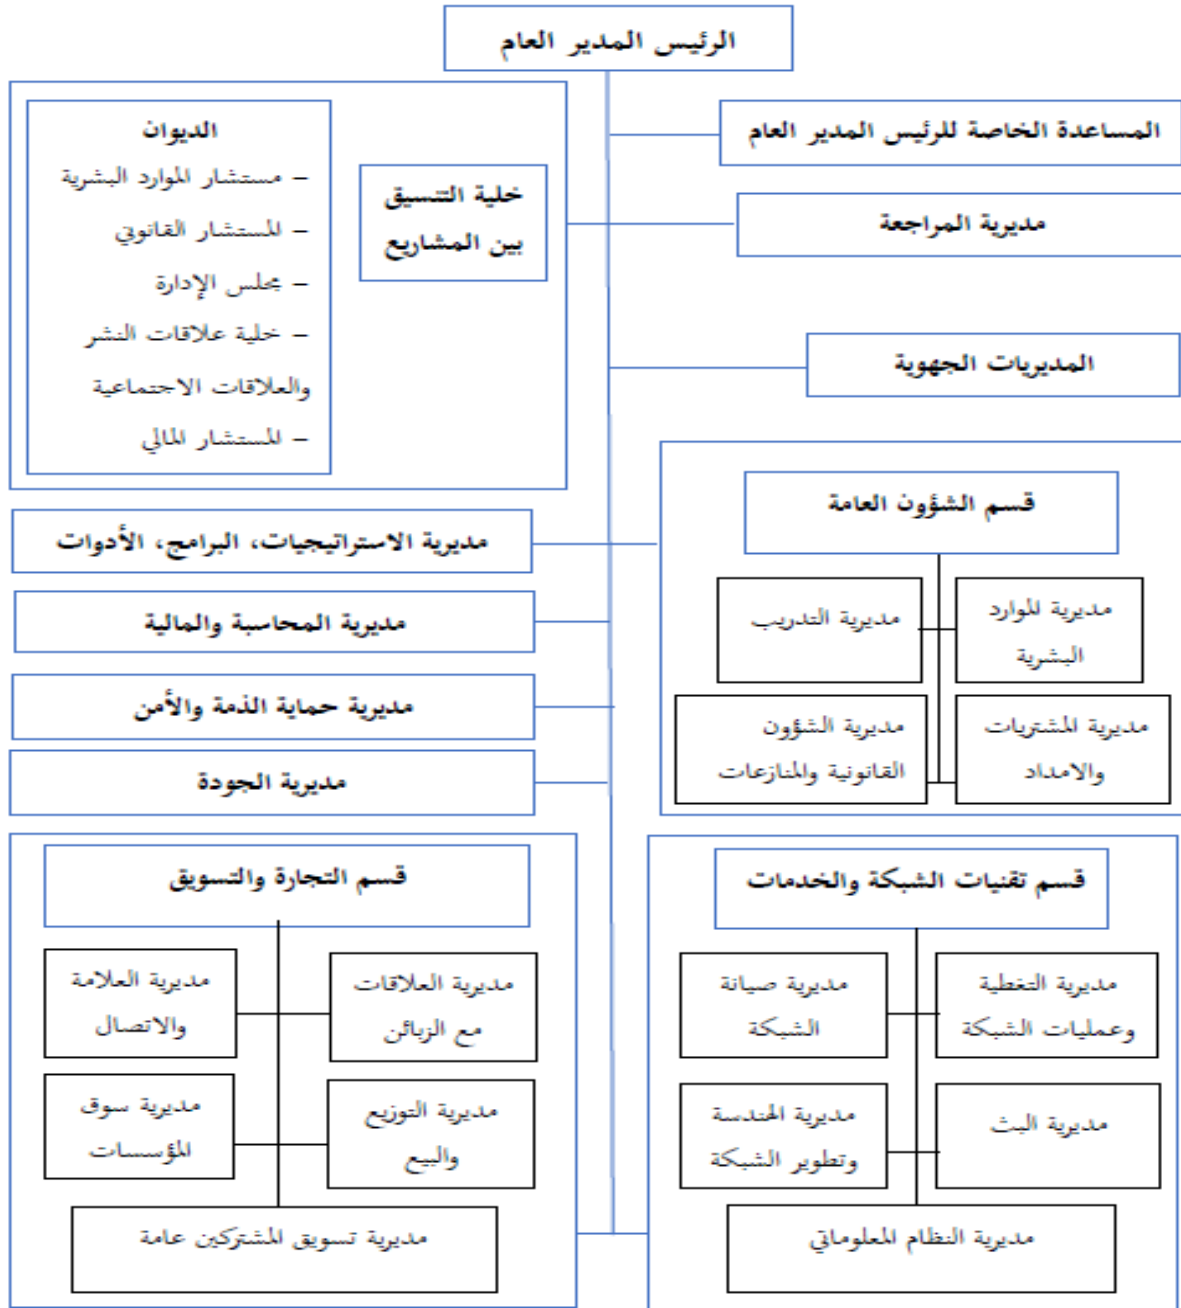 الرئيس المدير العام
المساعدة الخاصة للرئيس المدير العام
الديوان
– مستشار الموارد البشرية
– المستشار القانوني
– مجلس الإدارة
– خلية علاقات النشر
والعلاقات الاجتماعية
– المستشار المالي
خلية التنسيق
بين المشاريع
مديرية المراجعة
المديريات الجهوية
قسم الشؤون العامة
مديرية الموارد
البشرية
مديرية التدريب
مديرية المشتريات
والامداد
مديرية الشؤون
القانونية والمنازعات
مديرية الاستراتيجيات، البرامج، الأدوات
مديرية المحاسبة والمالية
مديرية حماية الذمة والأمن
مديرية الجودة
قسم تقنيات الشبكة والخدمات
مديرية التغطية
وعمليات الشبكة
مديرية صيانة
الشبكة
مديرية البث
مديرية الهندسة
وتطوير الشبكة
مديرية النظام المعلوماتي
قسم التجارة والتسويق
مديرية العلاقات
مع الزبائن
مديرية العلامة
والاتصال
مديرية التوزيع
والبيع
مديرية سوق
المؤسسات
مديرية تسويق المشتركين عامة